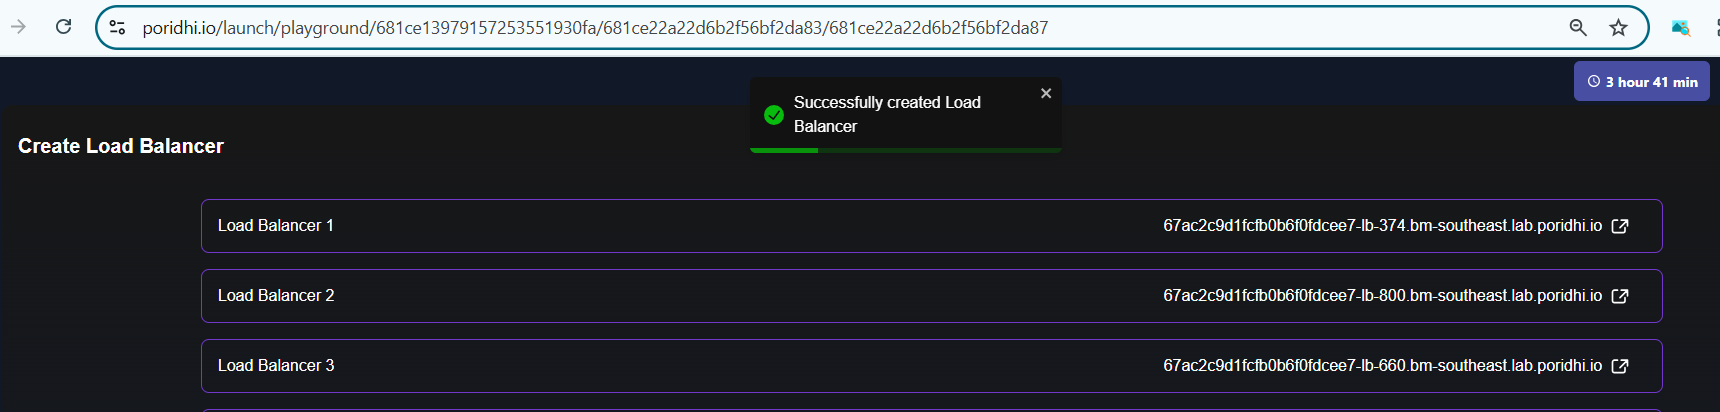 poridhi.io/launch/playground/681ce13979157253551930fa/681ce22a22d6b2f56bf2da83/681ce22a22d6b2f56bf2da87
3 hour 41 min
Successfully created Load
Balancer
Create Load Balancer
Load Balancer 1 67ac2c9d1fcfb0b6f0fdcee7-lb-374.bm-southeast.lab.poridhi.io
Load Balancer 2 67ac2c9d1fcfb0b6f0fdcee7-lb-800.bm-southeast.lab.poridhi.io
Load Balancer 3 67ac2c9d1fcfb0b6f0fdcee7-lb-660.bm-southeast.lab.poridhi.io